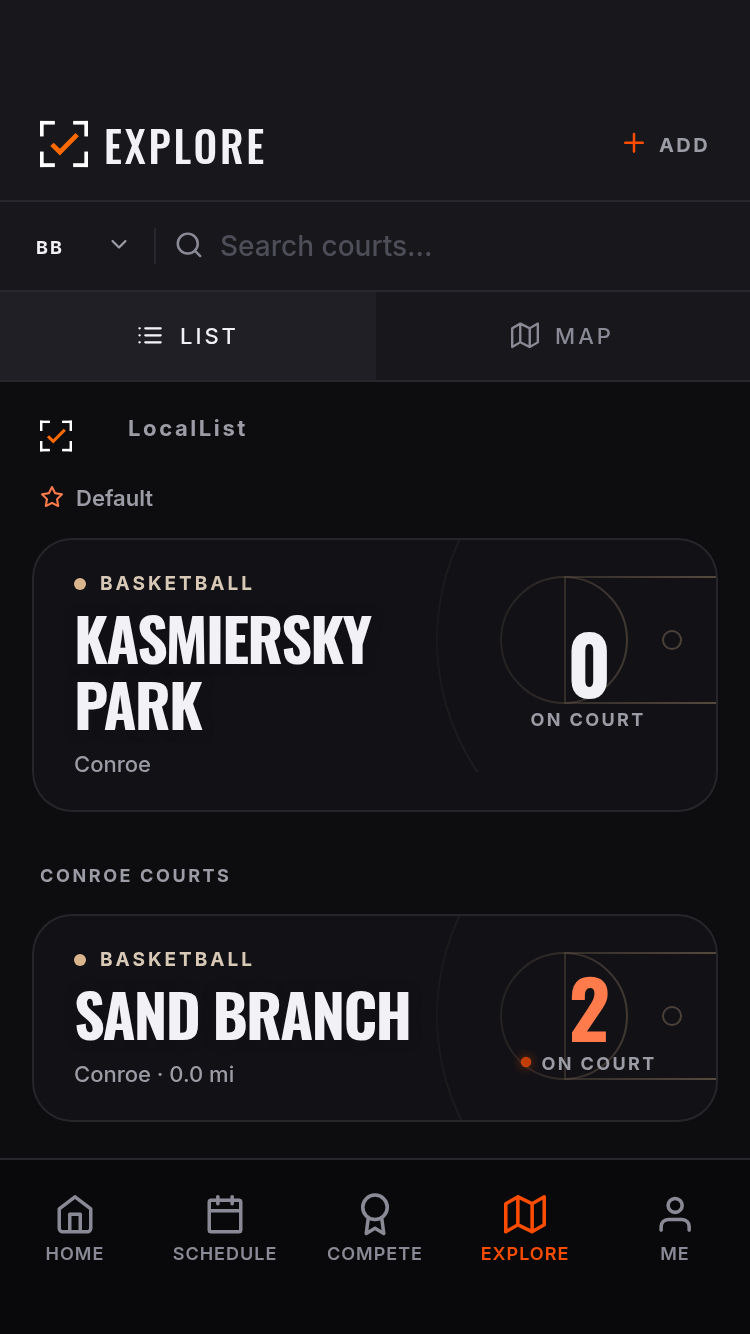 EXPLORE
ADD
BB
Search courts...
LIST
MAP
LocalList
Default
BASKETBALL
KASMIERSKY
PARK
Conroe
0
ON COURT
CONROE COURTS
BASKETBALL
SAND BRANCH
Conroe · 0.0 mi
2
ON COURT
HOME
SCHEDULE
COMPETE
EXPLORE
ME